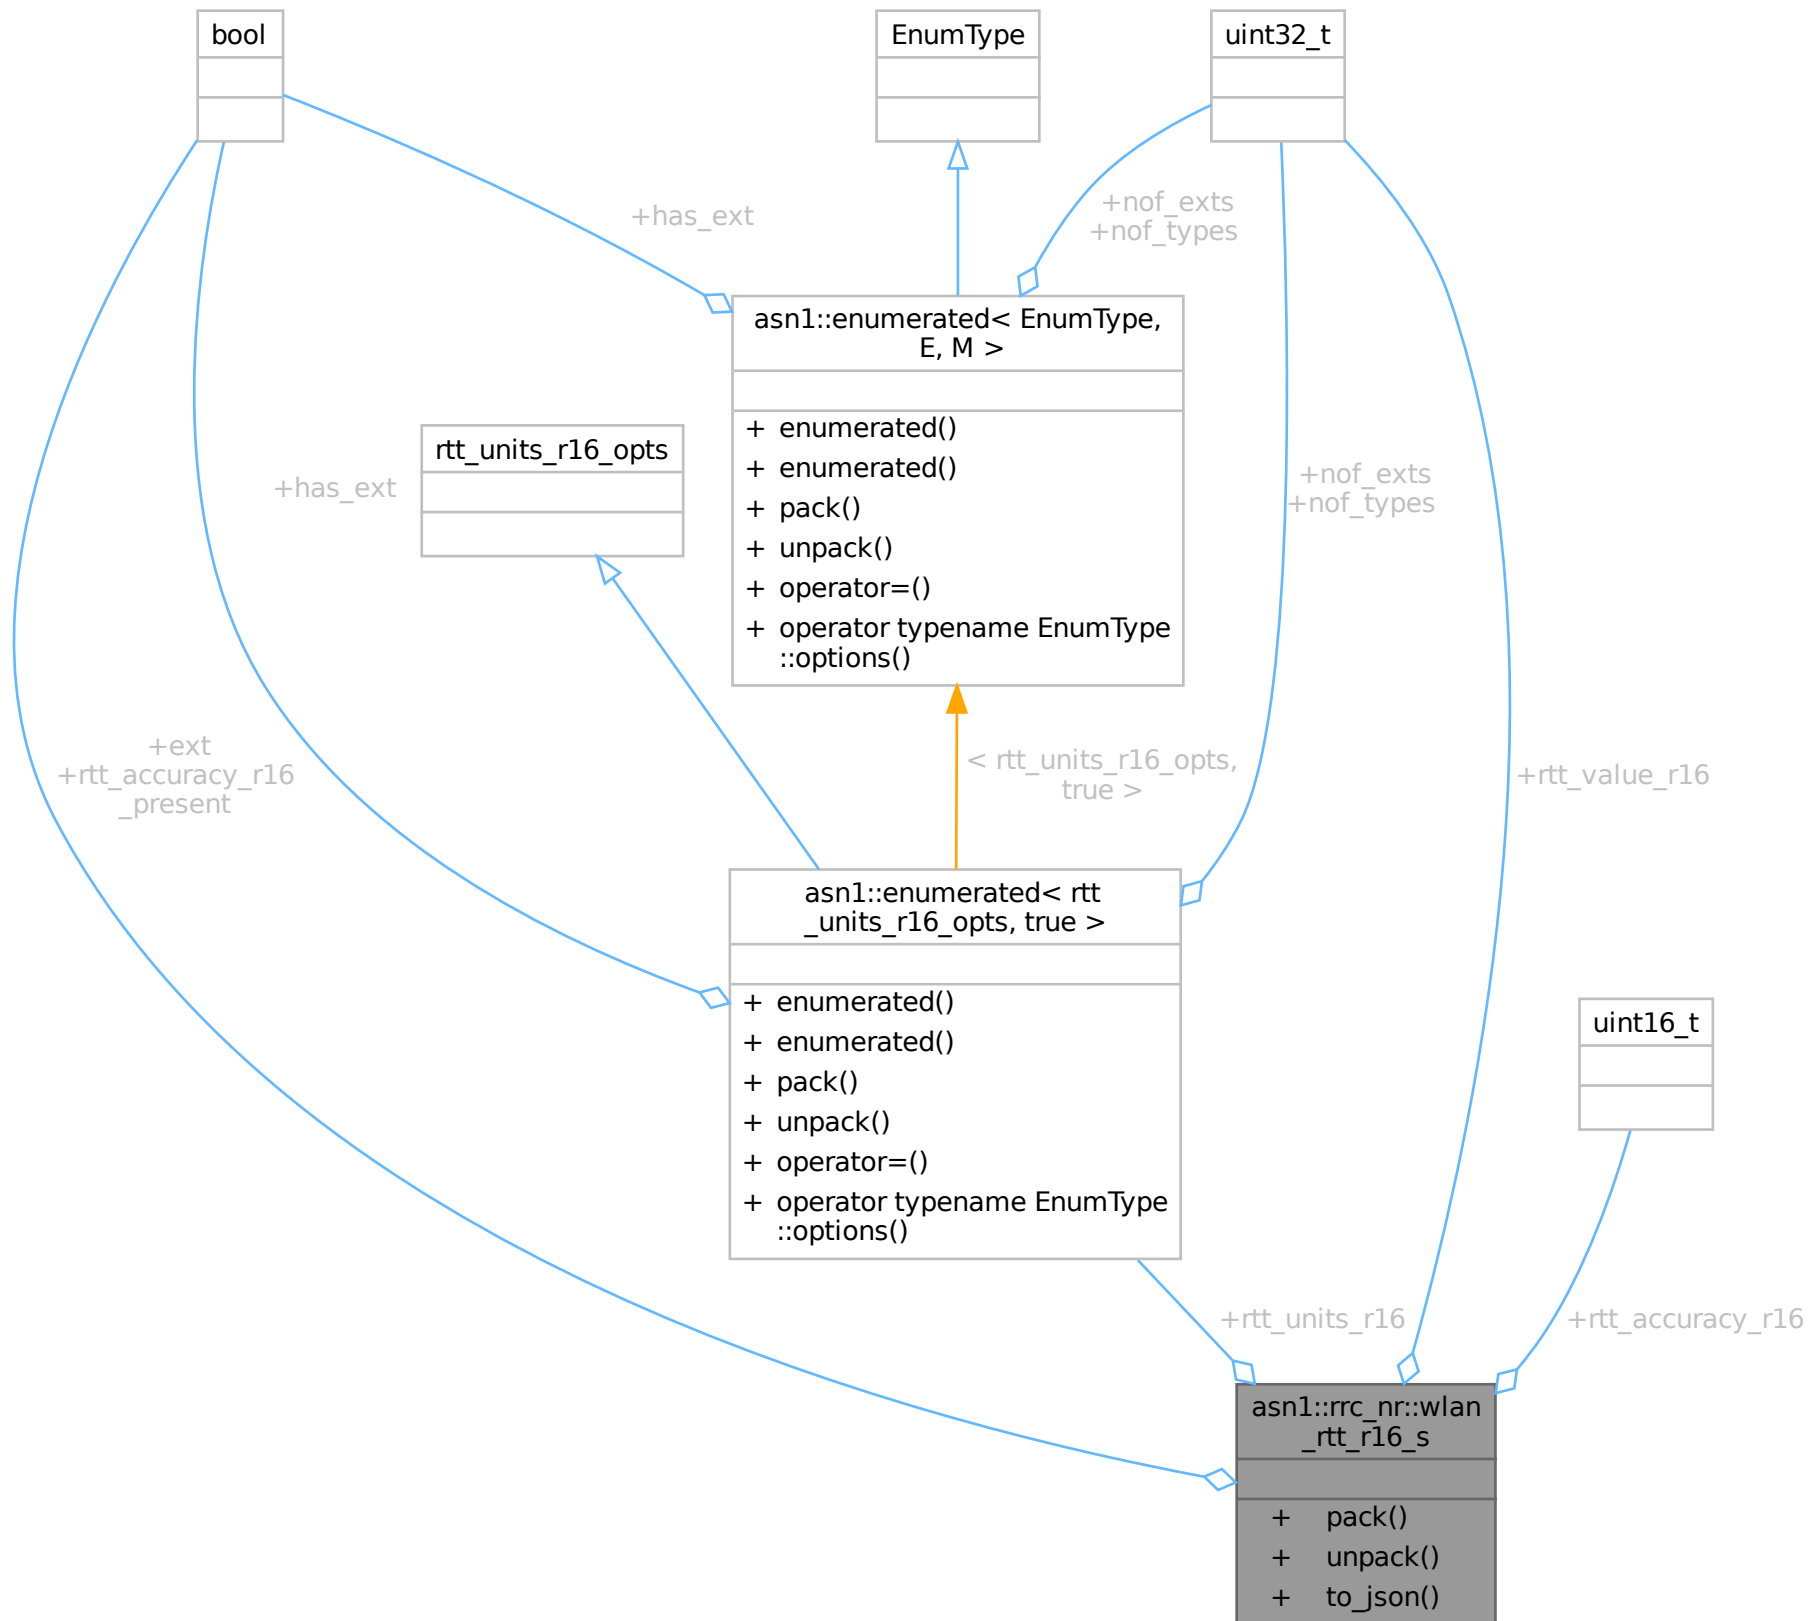 bool
EnumType
uint32_t
+has_ext
+nof_exts
+nof_types
asn1::enumerated< EnumType,
E, M >
+ enumerated()
+ enumerated()
+ pack()
+ unpack()
+ operator=()
+ operator typename EnumType
::options()
rtt_units_r16_opts
+has_ext
+nof_exts
+nof_types
+ext
+rtt_accuracy_r16
_present
< rtt_units_r16_opts,
true >
+rtt_value_r16
asn1::enumerated< rtt
_units_r16_opts, true >
+ enumerated()
+ enumerated()
+ pack()
+ unpack()
+ operator=()
+ operator typename EnumType
::options()
uint16_t
+rtt_units_r16
+rtt_accuracy_r16
asn1::rrc_nr::wlan
_rtt_r16_s
+ pack()
+ unpack()
+ to_json()